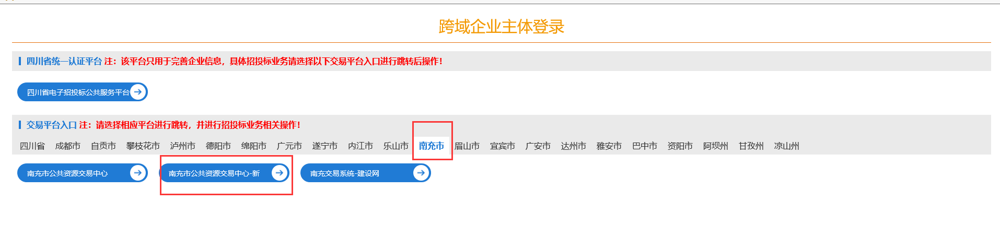 跨域企业主体登录
四川省统一认证平台 注：该平台只用于完善企业信息，具体招投标业务请选择以下交易平台入口进行跳转后操作！
四川省电子招投标公共服务平台
交易平台入口 注：请选择相应平台进行跳转，并进行招投标业务相关操作！
四川省 成都市 自贡市 攀枝花市 泸州市 德阳市 绵阳市 广元市 遂宁市 内江市 乐山市 南充市 眉山市 宜宾市 广安市 达州市 雅安市 巴中市 资阳市 阿坝州 甘孜州 凉山州
南充市公共资源交易中心 南充市公共资源交易中心-新 南充交易系统-建设网